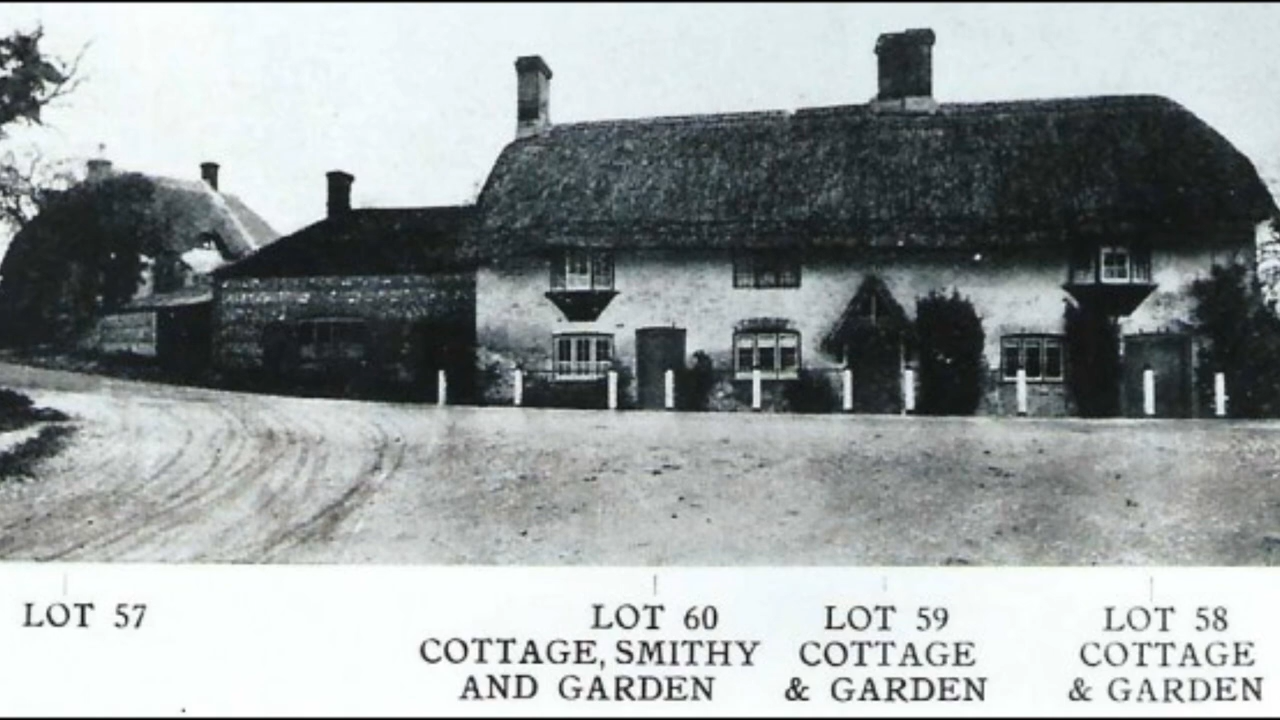 LOT 57
LOT 60
COTTAGE, SMITHY
AND GARDEN
LOT 59
COTTAGE
& GARDEN
LOT 58
COTTAGE
& GARDEN